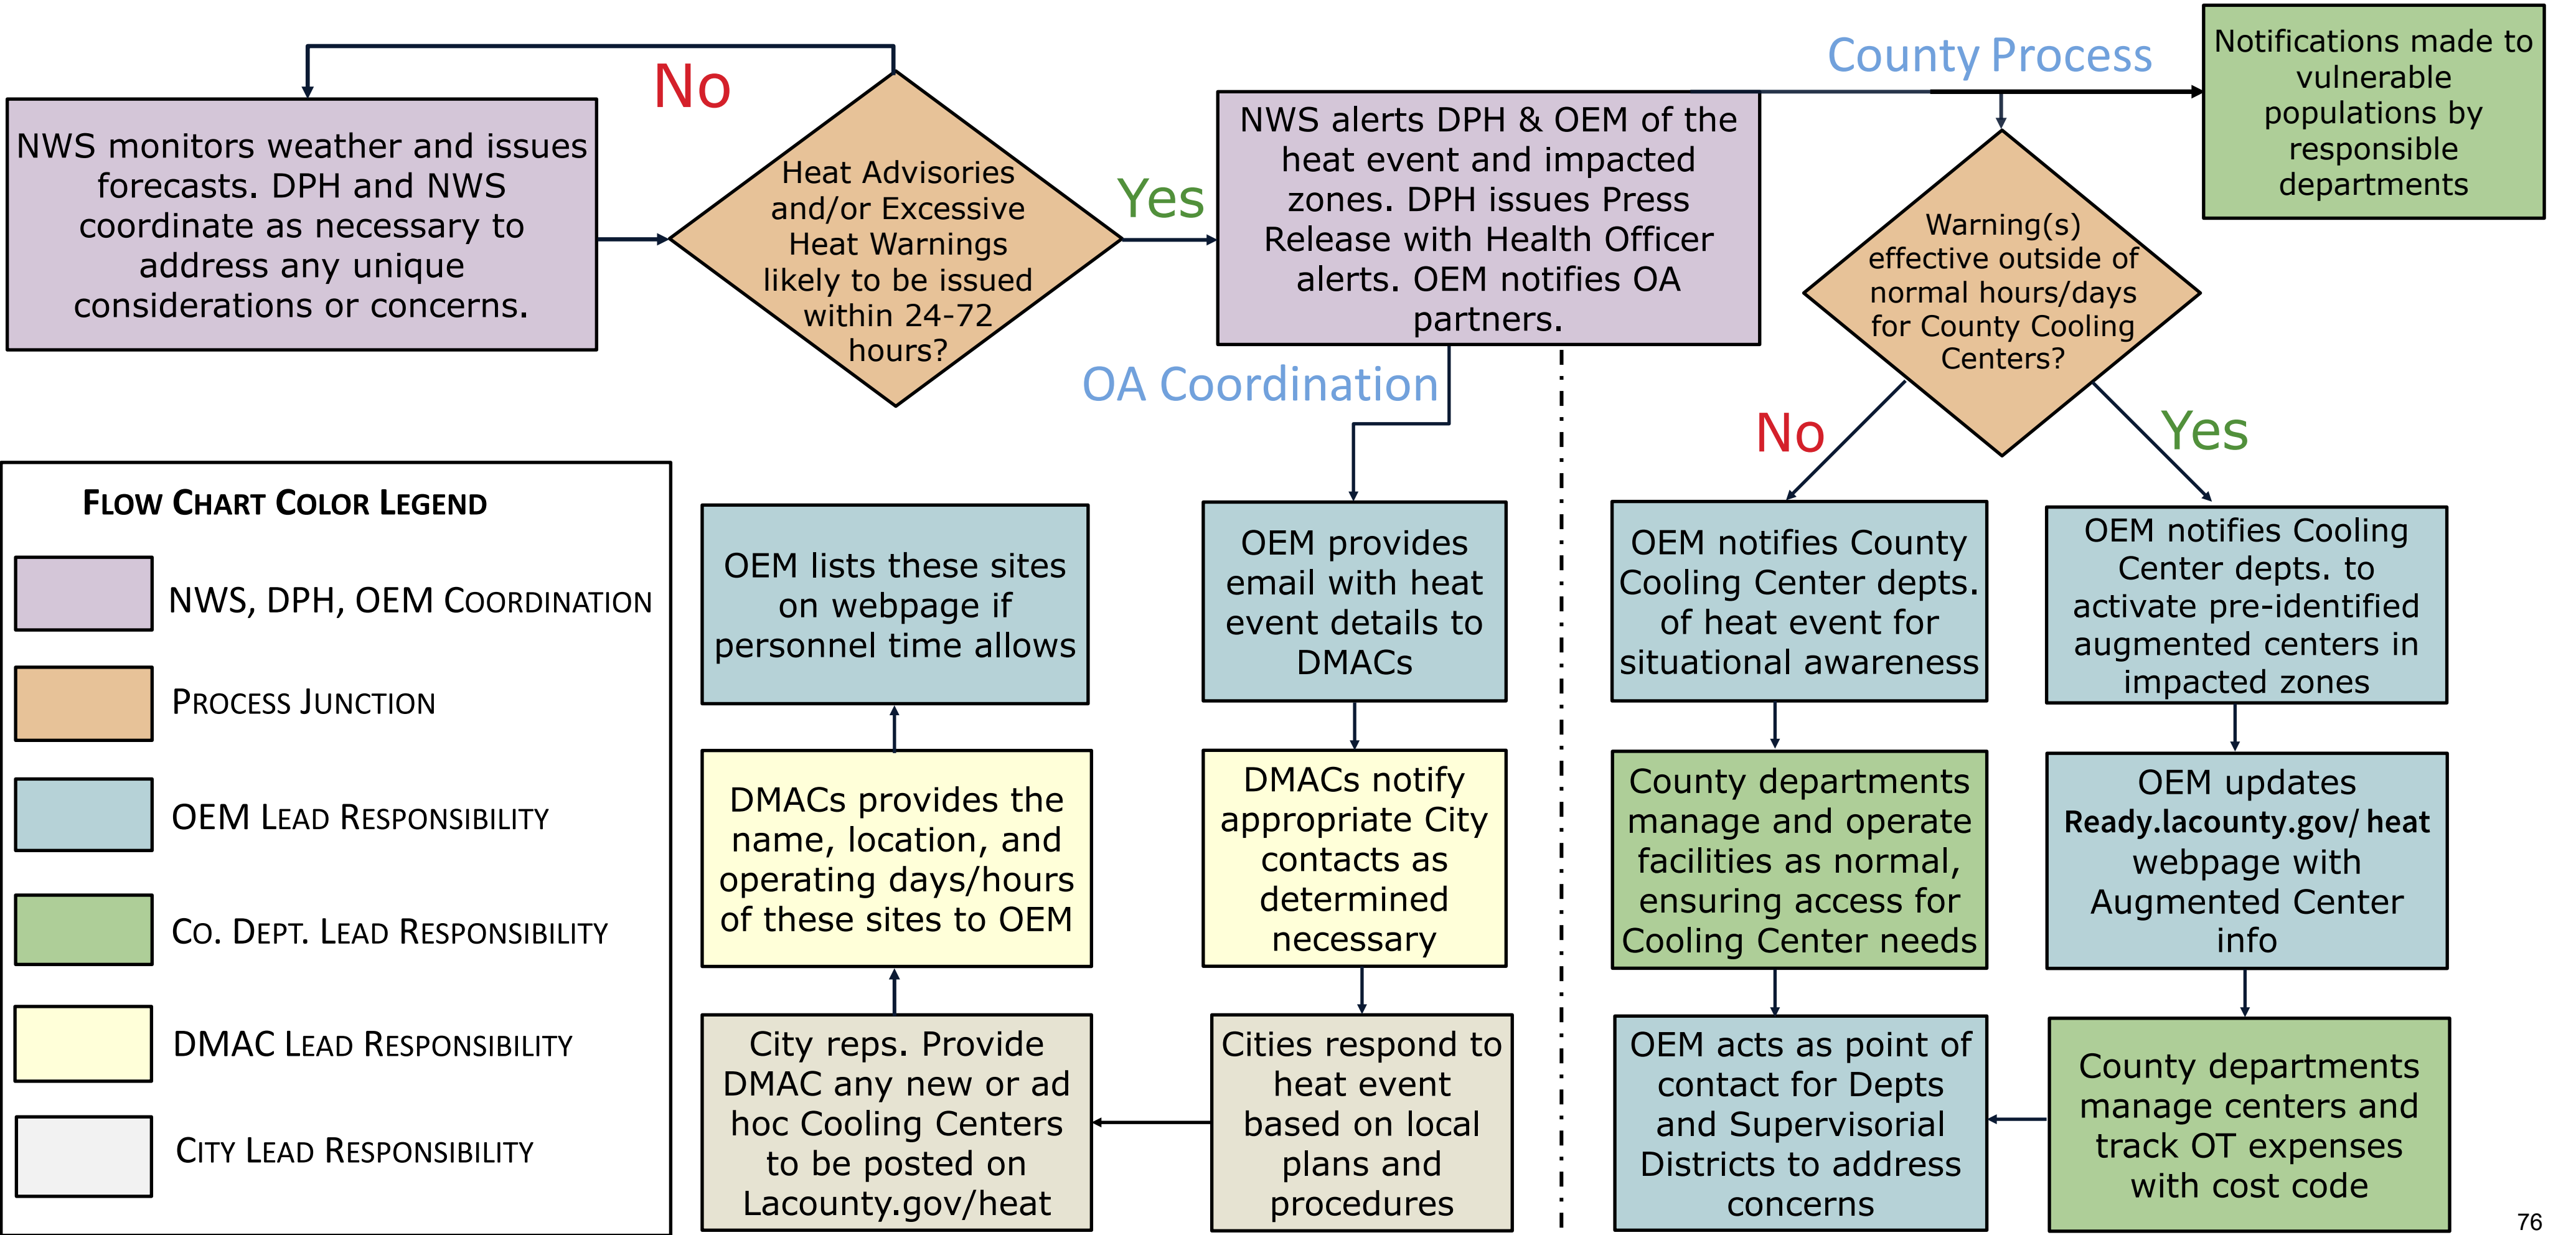 NWS monitors weather and issues
forecasts. DPH and NWS
coordinate as necessary to
address any unique
considerations or concerns.
No
Heat Advisories
and/or Excessive
Heat Warnings
likely to be issued
within 24-72
hours?
Yes
NWS alerts DPH & OEM of the
heat event and impacted
zones. DPH issues Press
Release with Health Officer
alerts. OEM notifies OA
partners.
County Process
Notifications made to
vulnerable
populations by
responsible
departments
Warning(s)
effective outside of
normal hours/days
for County Cooling
Centers?
No
Yes
OA Coordination
FLOW CHART COLOR LEGEND
NWS, DPH, OEM COORDINATION
PROCESS JUNCTION
OEM LEAD RESPONSIBILITY
CO. DEPT. LEAD RESPONSIBILITY
DMAC LEAD RESPONSIBILITY
CITY LEAD RESPONSIBILITY
OEM lists these sites
on webpage if
personnel time allows
DMACs provides the
name, location, and
operating days/hours
of these sites to OEM
City reps. Provide
DMAC any new or ad
hoc Cooling Centers
to be posted on
Lacounty.gov/heat
OEM provides
email with heat
event details to
DMACs
DMACs notify
appropriate City
contacts as
determined
necessary
Cities respond to
heat event
based on local
plans and
procedures
OEM notifies County
Cooling Center depts.
of heat event for
situational awareness
County departments
manage and operate
facilities as normal,
ensuring access for
Cooling Center needs
OEM acts as point of
contact for Depts
and Supervisorial
Districts to address
concerns
OEM notifies Cooling
Center depts. to
activate pre-identified
augmented centers in
impacted zones
OEM updates
Ready.lacounty.gov/ heat
webpage with
Augmented Center
info
County departments
manage centers and
track OT expenses
with cost code
76